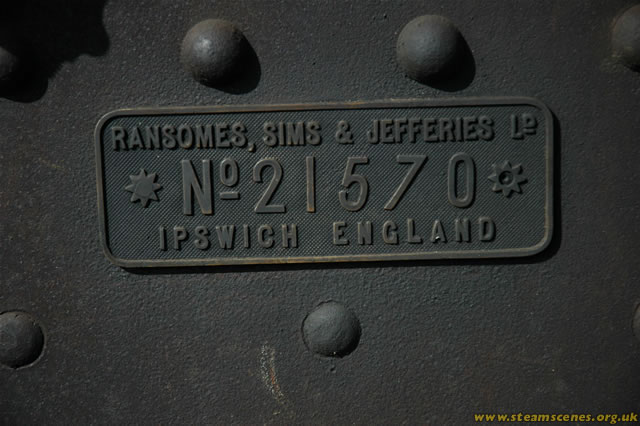 RANSOMES, SIMS & JEFFERIES LD
No 21570
IPSWICH ENGLAND
www.steamscenes.org.uk